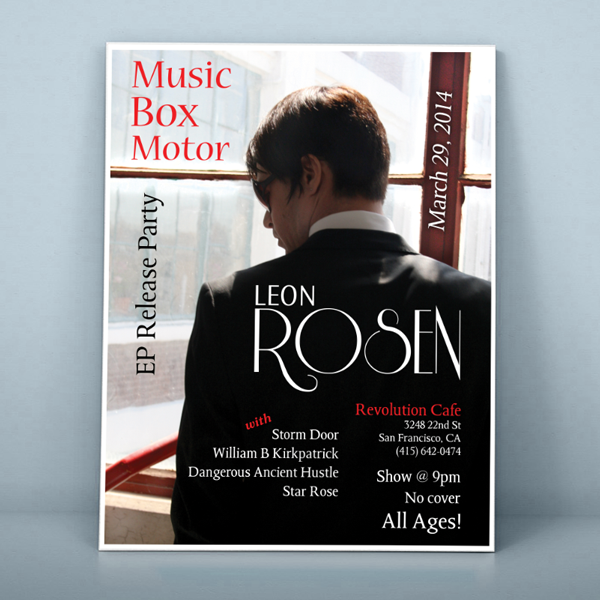 Music
Box
Motor
EP Release Party
March 29, 2014
LEON
ROSEN
with
Storm Door
William B Kirkpatrick
Dangerous Ancient Hustle
Star Rose
Revolution Cafe
3248 22nd St
San Francisco, CA
(415) 642-0474
Show @ 9pm
No cover
All Ages!